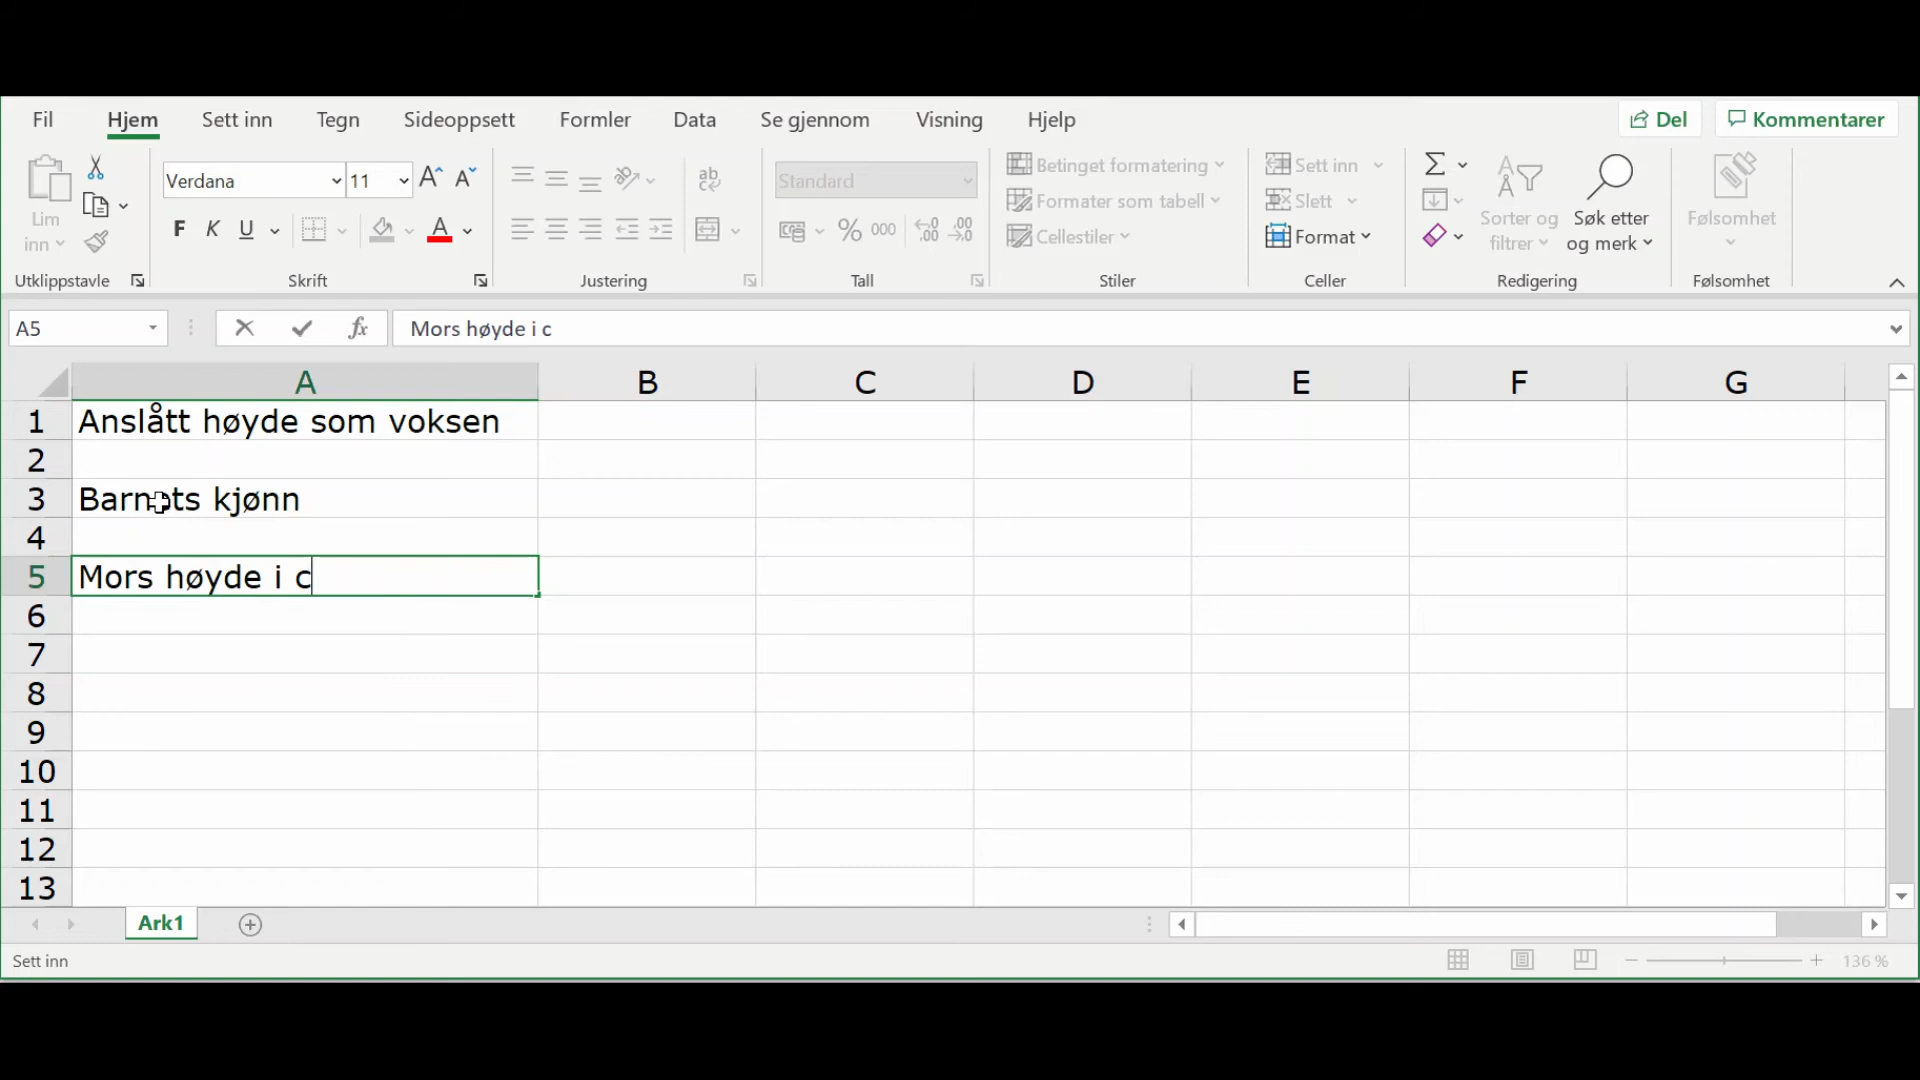 Fil Hjem Sett inn Tegn Sideoppsett Formler Data Se gjennom Visning Hjelp Del Kommentarer
Lim inn
Verdana 11
F K U A
ab
Standard
% 000
Betinget formatering
Formater som tabell
Cellestiler
Sett inn
Slett
Format
Sorter og filtrer
Søk etter og merk
Følsomhet
Utklippstavle Skrift Justering Tall Stiler Celler Redigering Følsomhet
A5 fx Mors høyde i c
A B C D E F G
1 Anslått høyde som voksen
2
3 Barnets kjønn
4
5 Mors høyde i c
6
7
8
9
10
11
12
13
Ark1
Sett inn 136 %